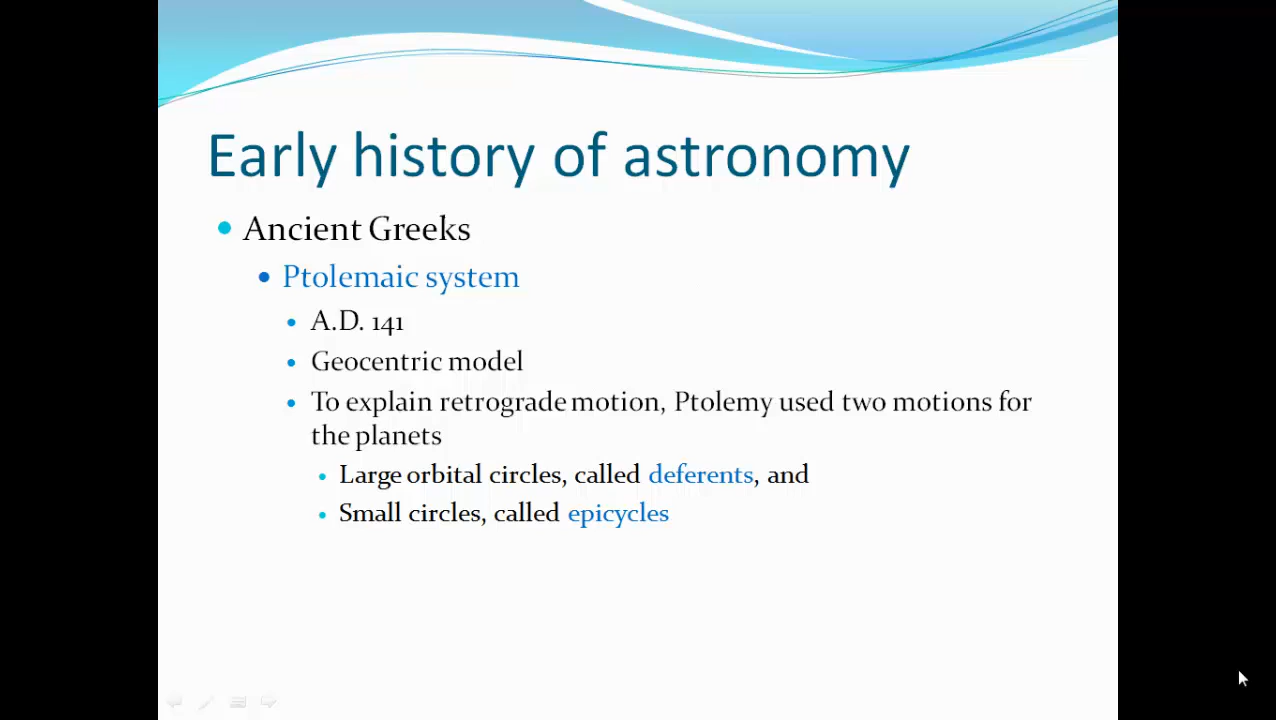 Early history of astronomy
Ancient Greeks
Ptolemaic system
A.D. 141
Geocentric model
To explain retrograde motion, Ptolemy used two motions for
the planets
Large orbital circles, called deferents, and
Small circles, called epicycles